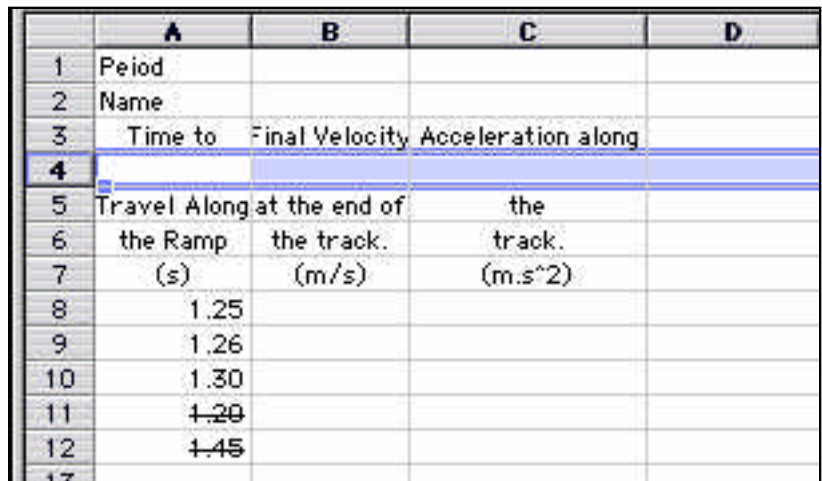 A B C D
1 Peiod
2 Name
3 Time to Final Velocity Acceleration along
4
5 Travel Along at the end of the
6 the Ramp the track. track.
7 (s) (m/s) (m.s^2)
8 1.25
9 1.26
10 1.30
11 1.20
12 1.45
13